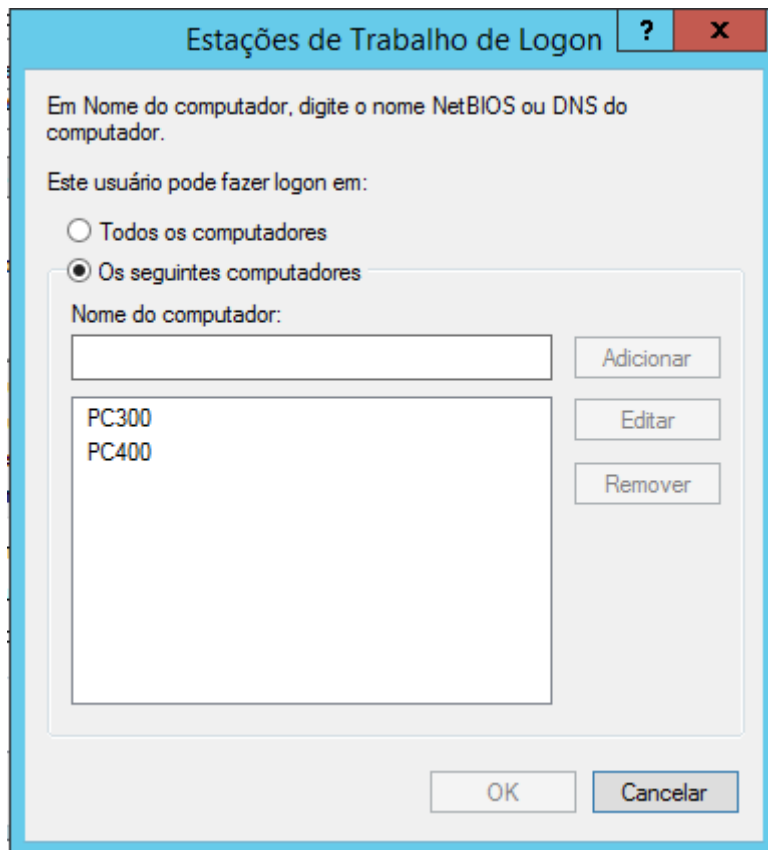 Estações de Trabalho de Logon
?
x
Em Nome do computador, digite o nome NetBIOS ou DNS do
computador.
Este usuário pode fazer logon em:
Todos os computadores
Os seguintes computadores
Nome do computador:
Adicionar
PC300
PC400
Editar
Remover
OK
Cancelar